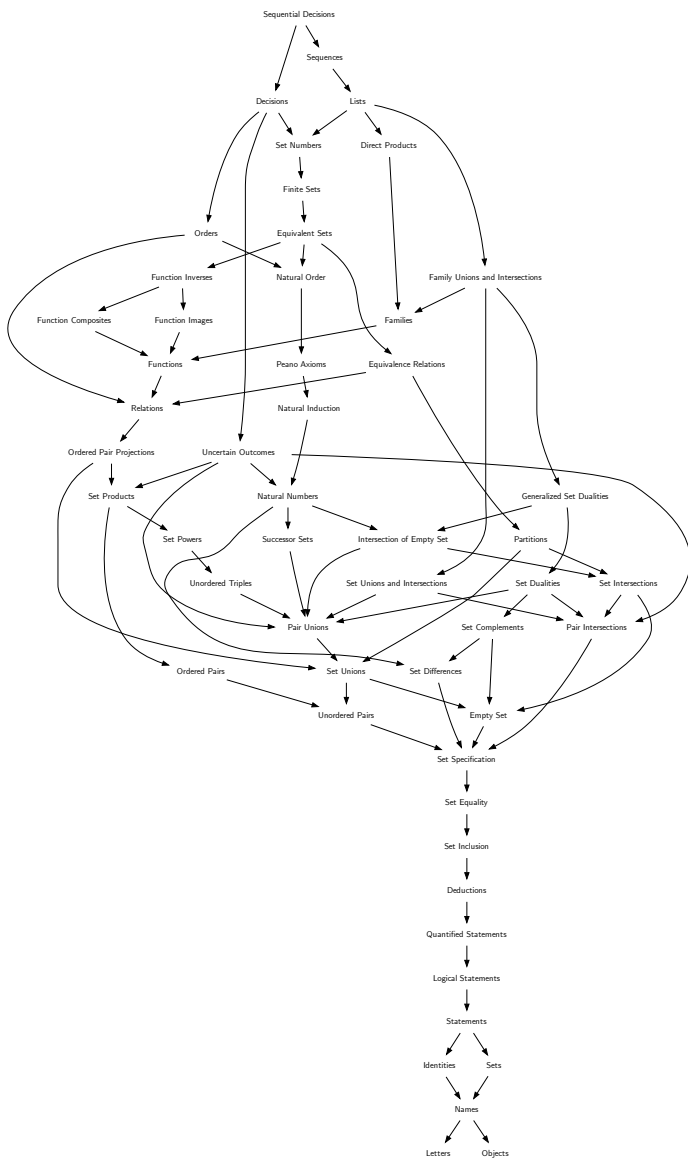 Sequential Decisions
Sequences
Decisions
Lists
Set Numbers
Direct Products
Finite Sets
Orders
Equivalent Sets
Function Inverses
Natural Order
Family Unions and Intersections
Function Composites
Function Images
Families
Functions
Peano Axioms
Equivalence Relations
Relations
Natural Induction
Ordered Pair Projections
Uncertain Outcomes
Set Products
Natural Numbers
Generalized Set Dualities
Set Powers
Successor Sets
Intersection of Empty Set
Partitions
Unordered Triples
Set Unions and Intersections
Set Dualities
Set Intersections
Pair Unions
Set Complements
Pair Intersections
Ordered Pairs
Set Unions
Set Differences
Unordered Pairs
Empty Set
Set Specification
Set Equality
Set Inclusion
Deductions
Quantified Statements
Logical Statements
Statements
Identities
Sets
Names
Letters
Objects